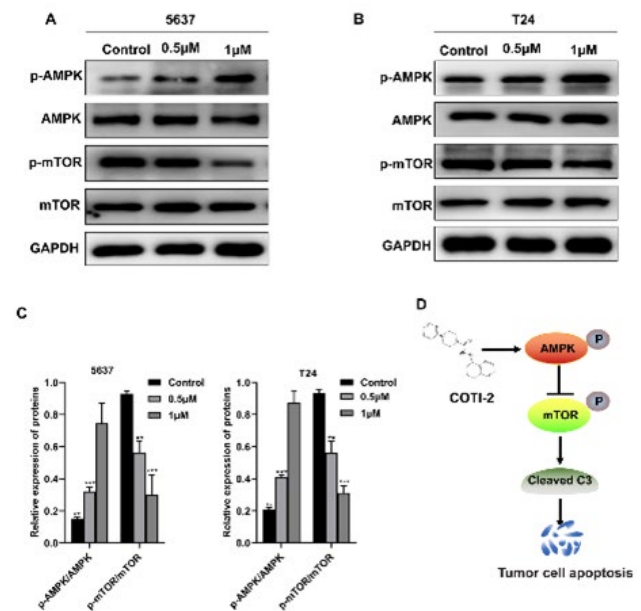 A
5637
Control 0.5μM 1μM
p-AMPK
AMPK
p-mTOR
mTOR
GAPDH
B
T24
Control 0.5μM 1μM
p-AMPK
AMPK
p-mTOR
mTOR
GAPDH
C
5637
Control
0.5μM
1μM
Relative expression of proteins
1.0
0.8
0.6
0.4
0.2
0.0
p-AMPK/AMPK
p-mTOR/mTOR
T24
Control
0.5μM
1μM
Relative expression of proteins
1.0
0.8
0.6
0.4
0.2
0.0
p-AMPK/AMPK
p-mTOR/mTOR
D
COTI-2
AMPK
P
mTOR
P
Cleaved C3
Tumor cell apoptosis